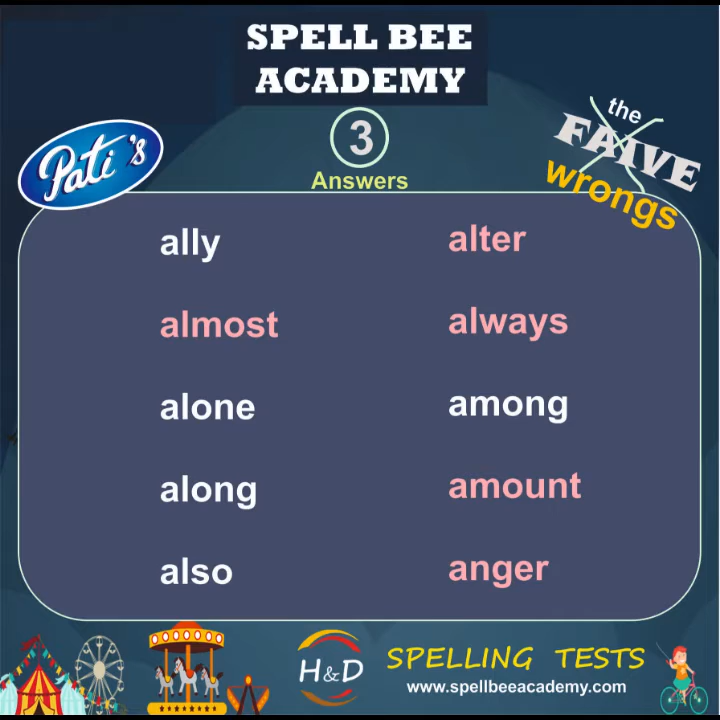 SPELL BEE
ACADEMY
3
Answers
Pati's
the
FAIVE
wrongs
ally
alter
almost
always
alone
among
along
amount
also
anger
H&D
SPELLING TESTS
www.spellbeeacademy.com